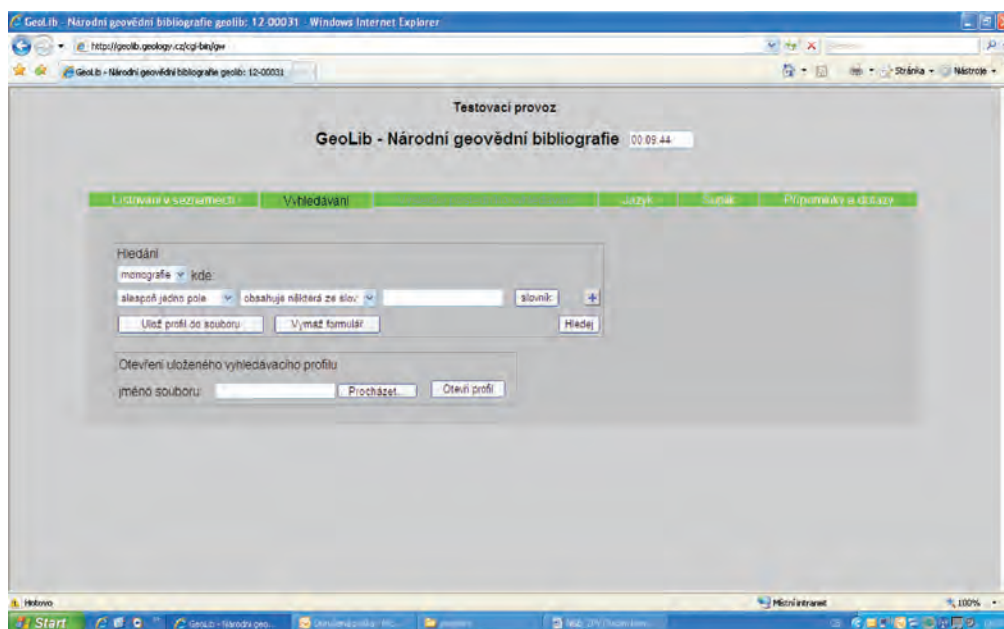 GeoLib - Národní geovědní bibliografie geolib: 12-00031 - Windows Internet Explorer
http://geolib.geology.cz/cgi-bin/gw
GeoLib - Národní geovědní bibliografie geolib: 12-00031
Stránka
Nástroje
Testovací provoz
GeoLib - Národní geovědní bibliografie 00:09:44
Listování v seznamech Vyhledávání Jazyk Připomínky a dotazy
Hledání
monografie kde:
alespoň jedno pole obsahuje některá ze slov slovník +
Ulož profil do souboru Vymaž formulář Hledej
Otevření uloženého vyhledávacího profilu
jméno souboru: Procházet... Otevři profil
Hotovo Místní intranet 100%
Start GeoLib - Národní geo...